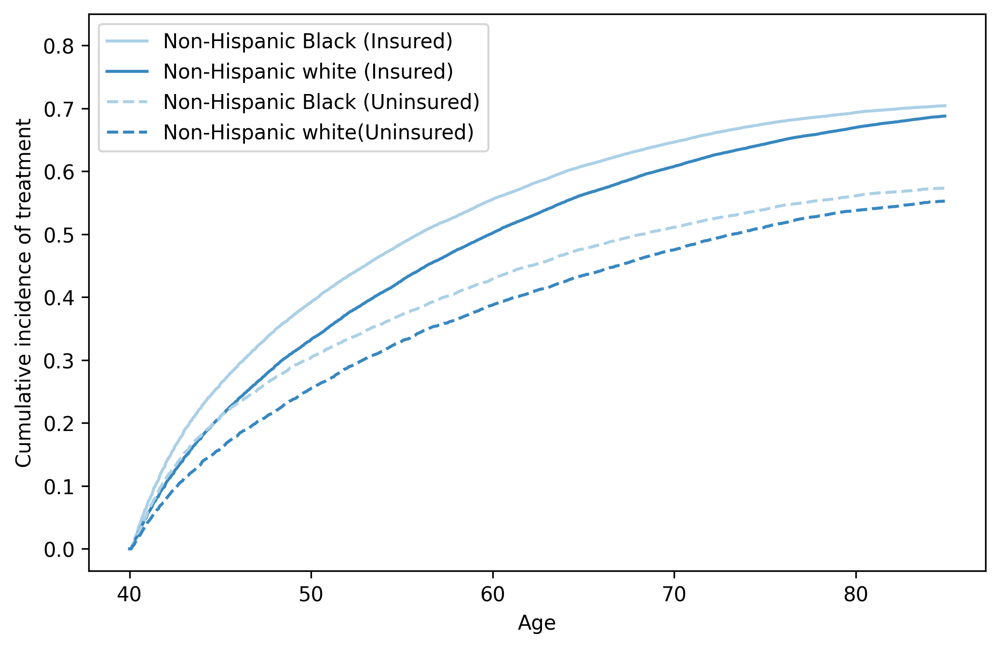 Non-Hispanic Black (Insured)
Non-Hispanic white (Insured)
Non-Hispanic Black (Uninsured)
Non-Hispanic white(Uninsured)
Cumulative incidence of treatment
0.8
0.7
0.6
0.5
0.4
0.3
0.2
0.1
0.0
40 50 60 70 80
Age